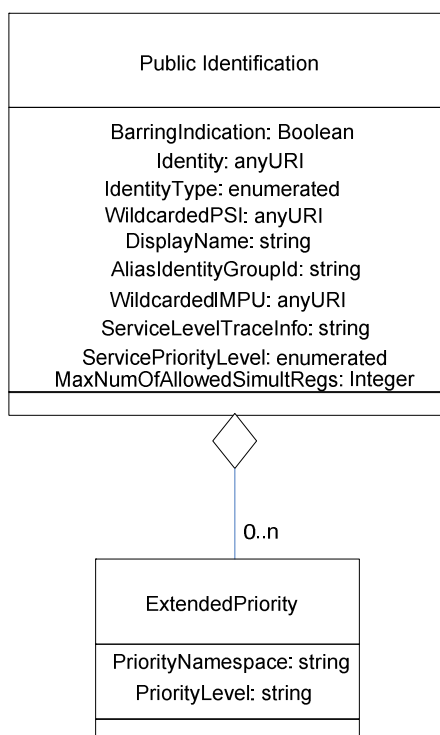 Public Identification
BarringIndication: Boolean
Identity: anyURI
IdentityType: enumerated
WildcardedPSI: anyURI
DisplayName: string
AliasIdentityGroupId: string
WildcardedIMPU: anyURI
ServiceLevelTraceInfo: string
ServicePriorityLevel: enumerated
MaxNumOfAllowedSimultRegs: Integer
0..n
ExtendedPriority
PriorityNamespace: string
PriorityLevel: string